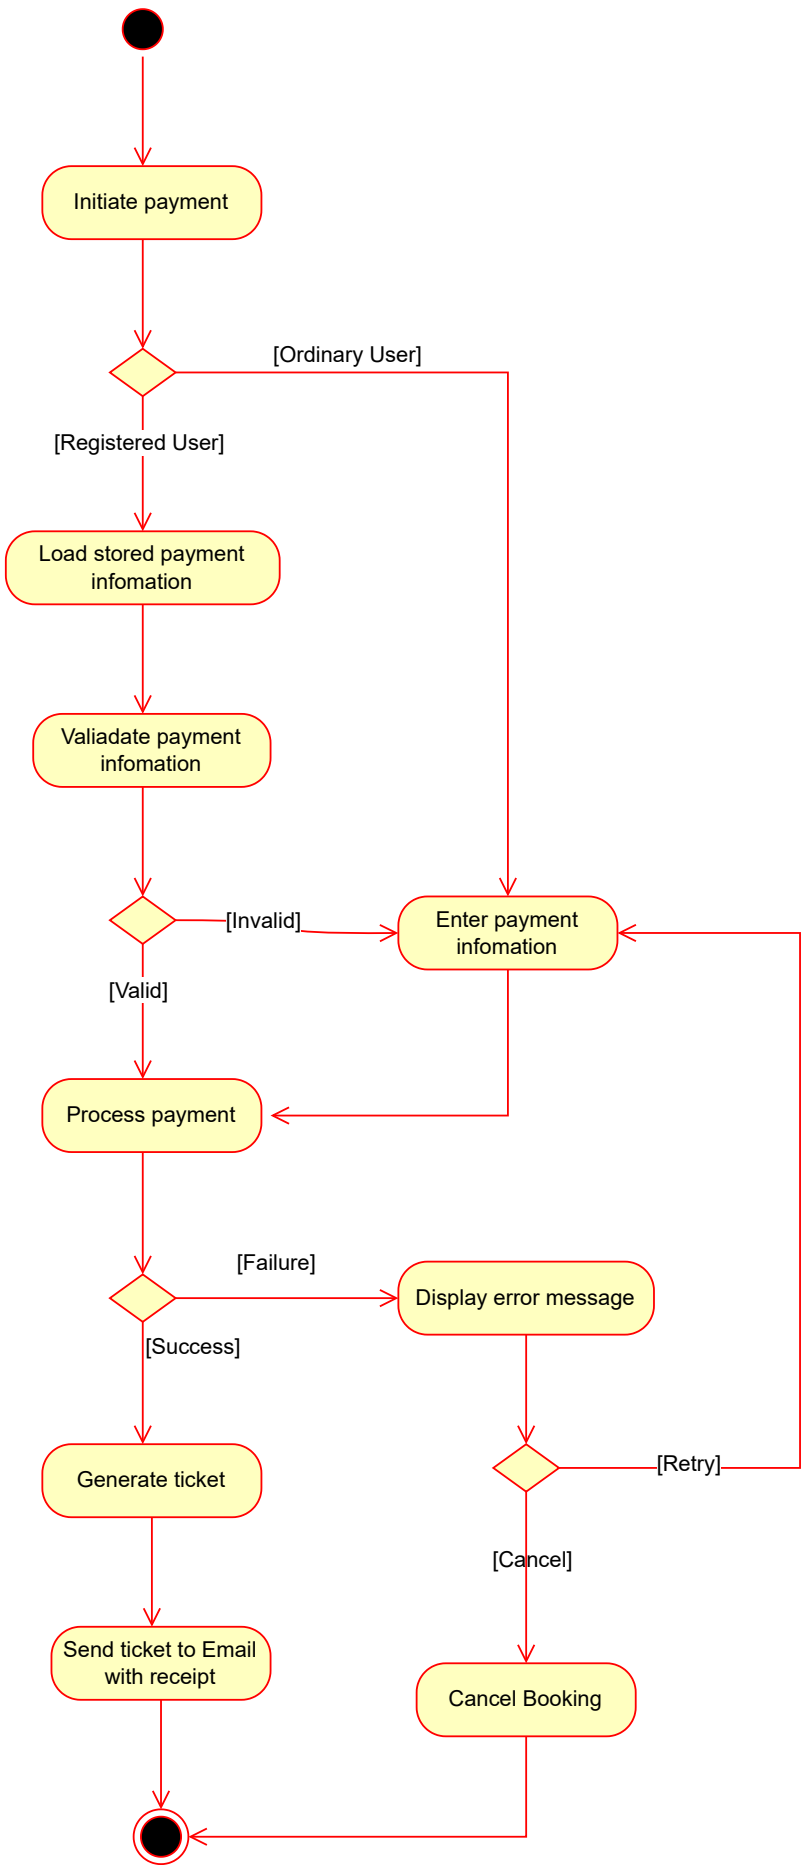 Initiate payment
[Ordinary User]
[Registered User]
Load stored payment
infomation
Valiadate payment
infomation
[Invalid]
Enter payment
infomation
[Valid]
Process payment
[Failure]
Display error message
[Success]
[Retry]
Generate ticket
[Cancel]
Send ticket to Email
with receipt
Cancel Booking